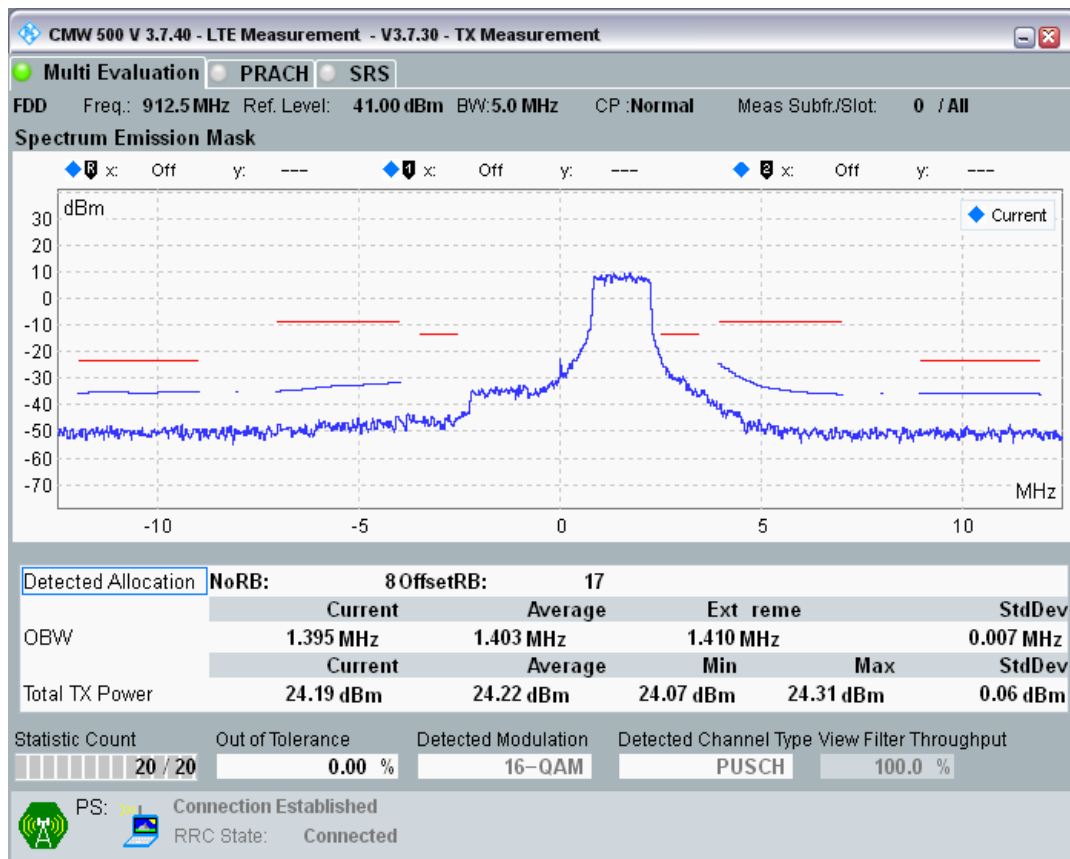 CMW 500 V 3.7.40 - LTE Measurement - V3.7.30 - TX Measurement
Multi Evaluation PRACH SRS
FDD Freq.: 912.5 MHz Ref. Level: 41.00 dBm BW: 5.0 MHz CP : Normal Meas Subfr./Slot: 0 / All
Spectrum Emission Mask
R x: Off y: --- 1 x: Off y: --- 2 x: Off y: ---
dBm
Current
30
20
10
0
-10
-20
-30
-40
-50
-60
-70
MHz
-10 -5 0 5 10
Detected Allocation NoRB: 8 OffsetRB: 17
Current Average Ext reme StdDev
OBW 1.395 MHz 1.403 MHz 1.410 MHz 0.007 MHz
Current Average Min Max StdDev
Total TX Power 24.19 dBm 24.22 dBm 24.07 dBm 24.31 dBm 0.06 dBm
Statistic Count Out of Tolerance Detected Modulation Detected Channel Type View Filter Throughput
20 / 20 0.00 % 16-QAM PUSCH 100.0 %
PS: Connection Established
RRC State: Connected